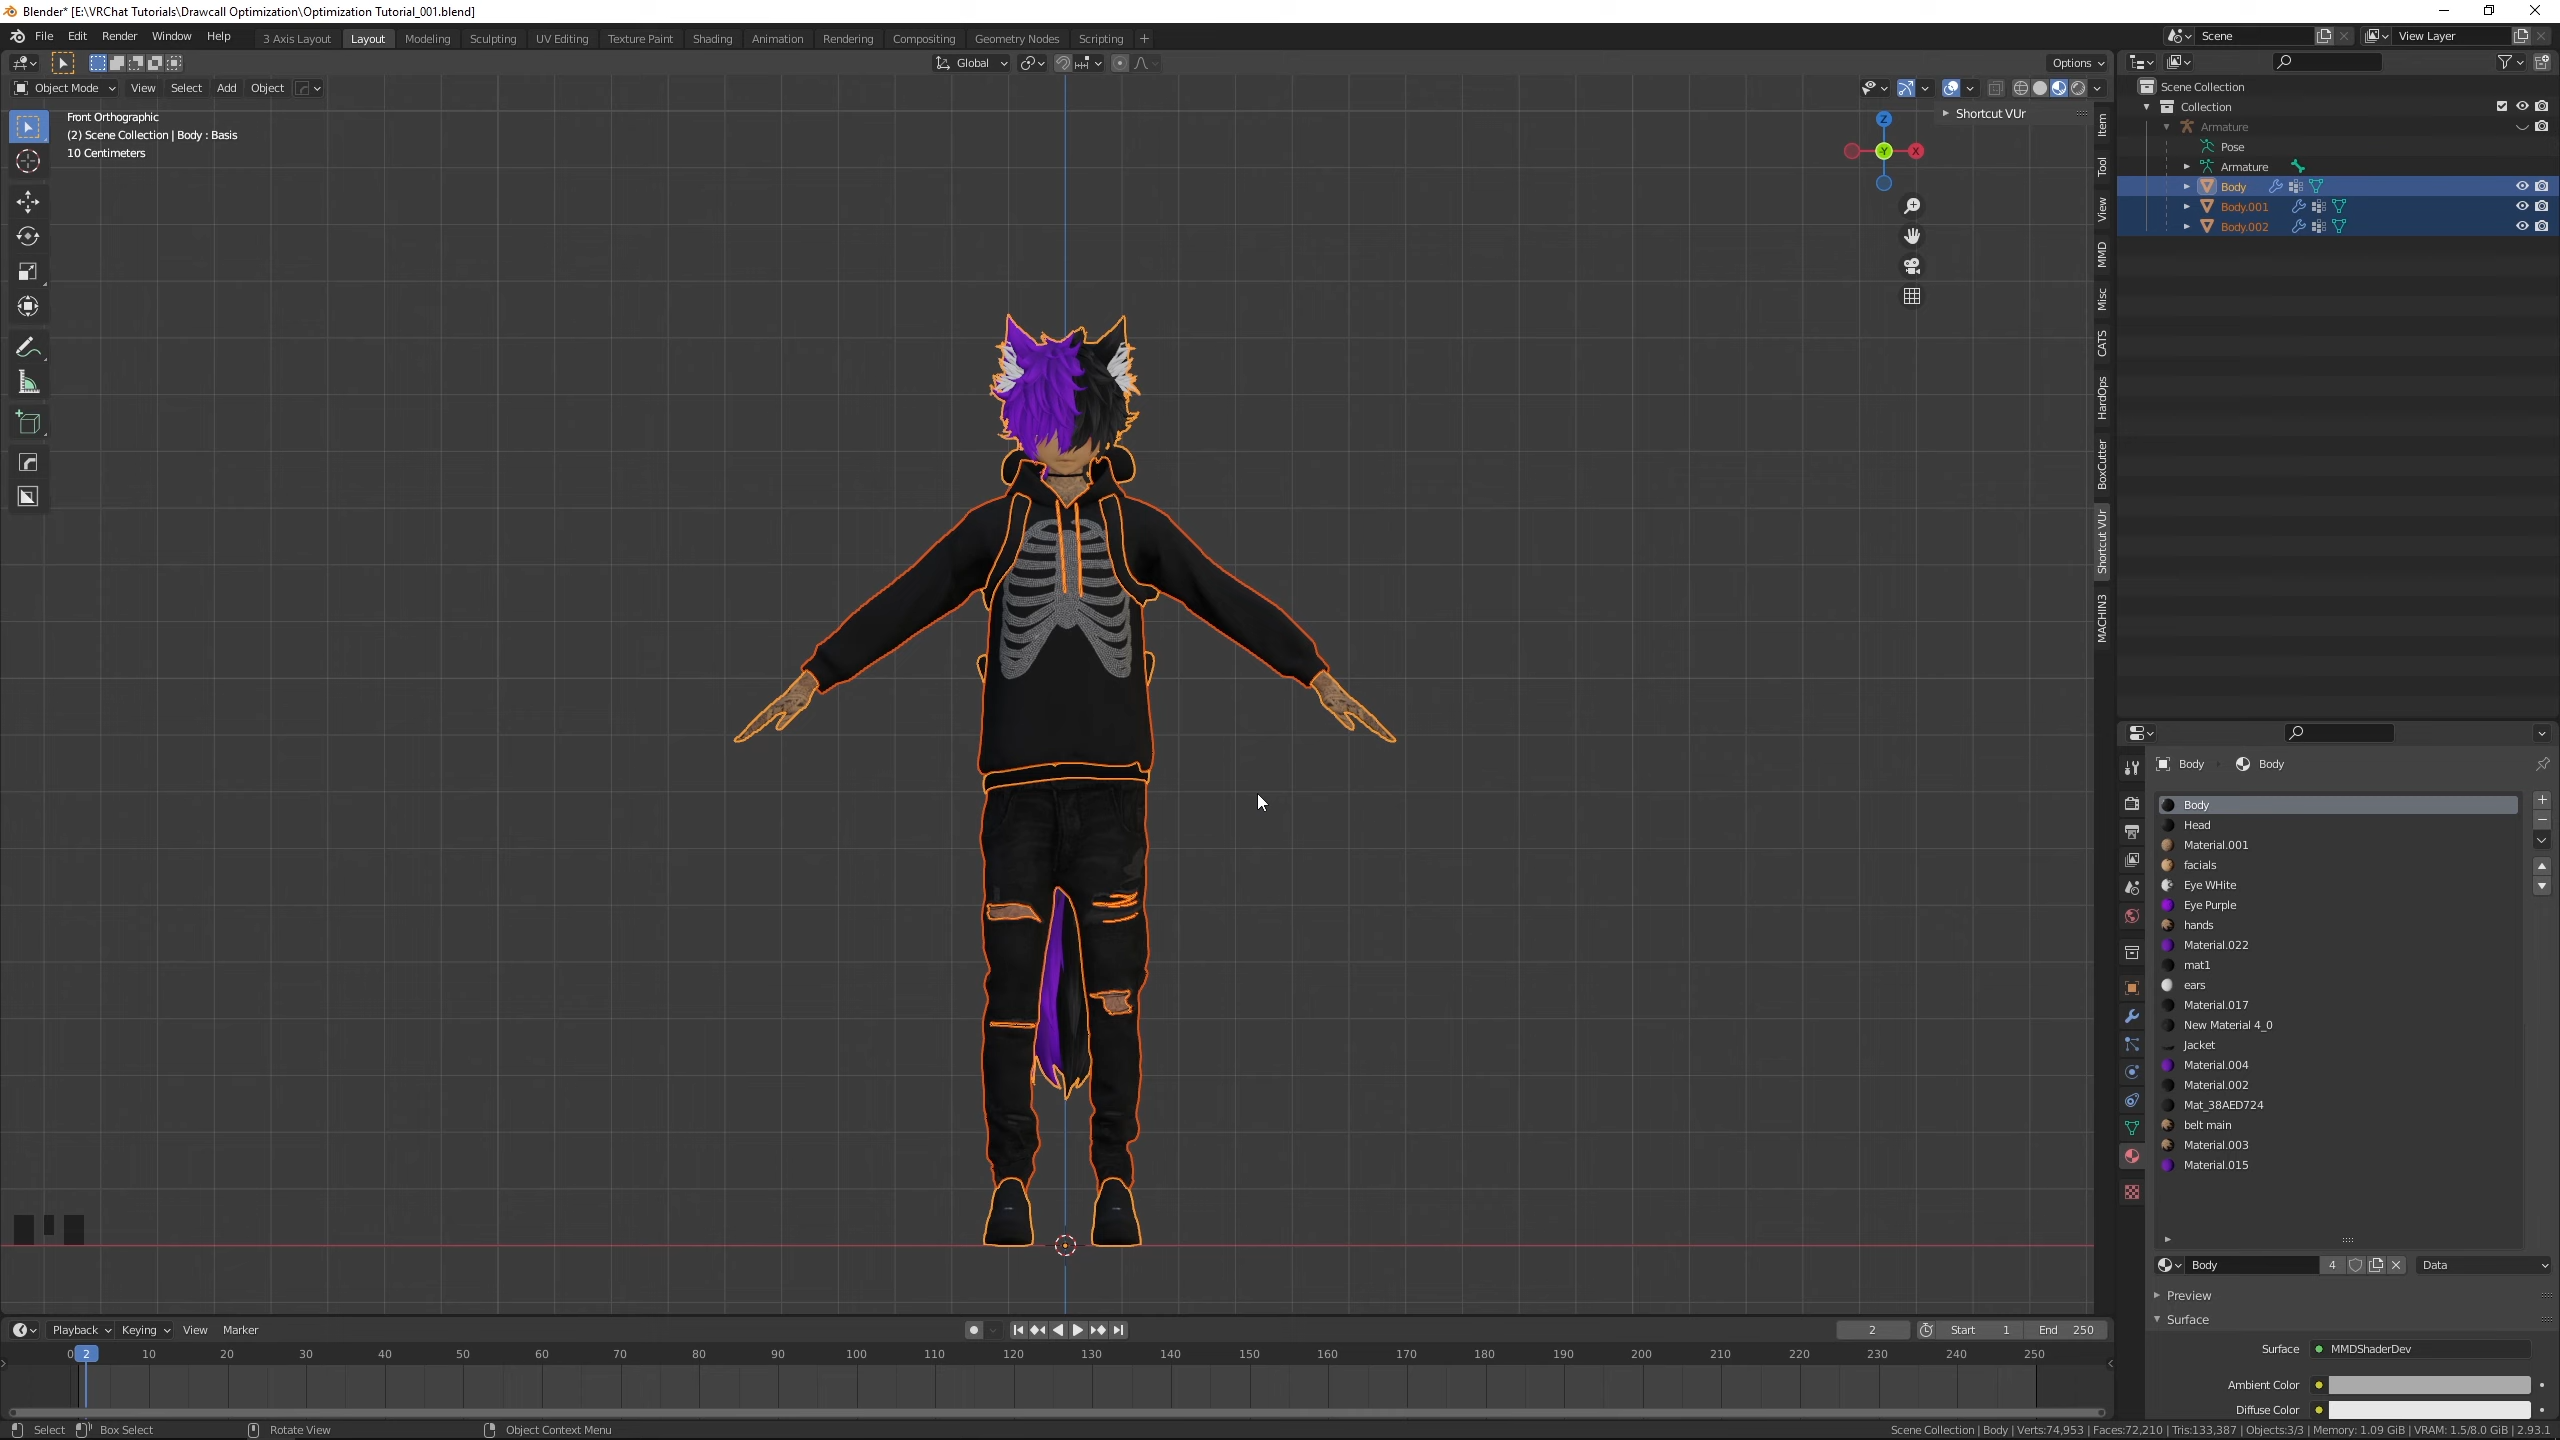 Blender* [E:\VRChat Tutorials\Drawcall Optimization\Optimization Tutorial_001.blend]
File Edit Render Window Help 3 Axis Layout Layout Modeling Sculpting UV Editing Texture Paint Shading Animation Rendering Compositing Geometry Nodes Scripting + Scene View Layer
Global Options
Object Mode View Select Add Object
Front Orthographic
(2) Scene Collection | Body : Basis
10 Centimeters
Z
Y
X
Shortcut VUr
Item
Tool
View
MMD
Misc
CATS
HardOps
BoxCutter
Shortcut VUr
MACHIN3
Scene Collection
Collection
Armature
Pose
Armature
Body
Body.001
Body.002
Body Body
Body
Head
Material.001
facials
Eye WHite
Eye Purple
hands
Material.022
mat1
ears
Material.017
New Material 4_0
Jacket
Material.004
Material.002
Mat_38AED724
belt main
Material.003
Material.015
Body 4 Data
Preview
Surface
Surface MMDShaderDev
Ambient Color
Diffuse Color
Playback Keying View Marker 2 Start 1 End 250
0 2 10 20 30 40 50 60 70 80 90 100 110 120 130 140 150 160 170 180 190 200 210 220 230 240 250
Select Box Select Rotate View Object Context Menu Scene Collection | Body | Verts:74,953 | Faces:72,210 | Tris:133,387 | Objects:3/3 | Memory: 1.09 GiB | VRAM: 1.5/8.0 GiB | 2.93.1